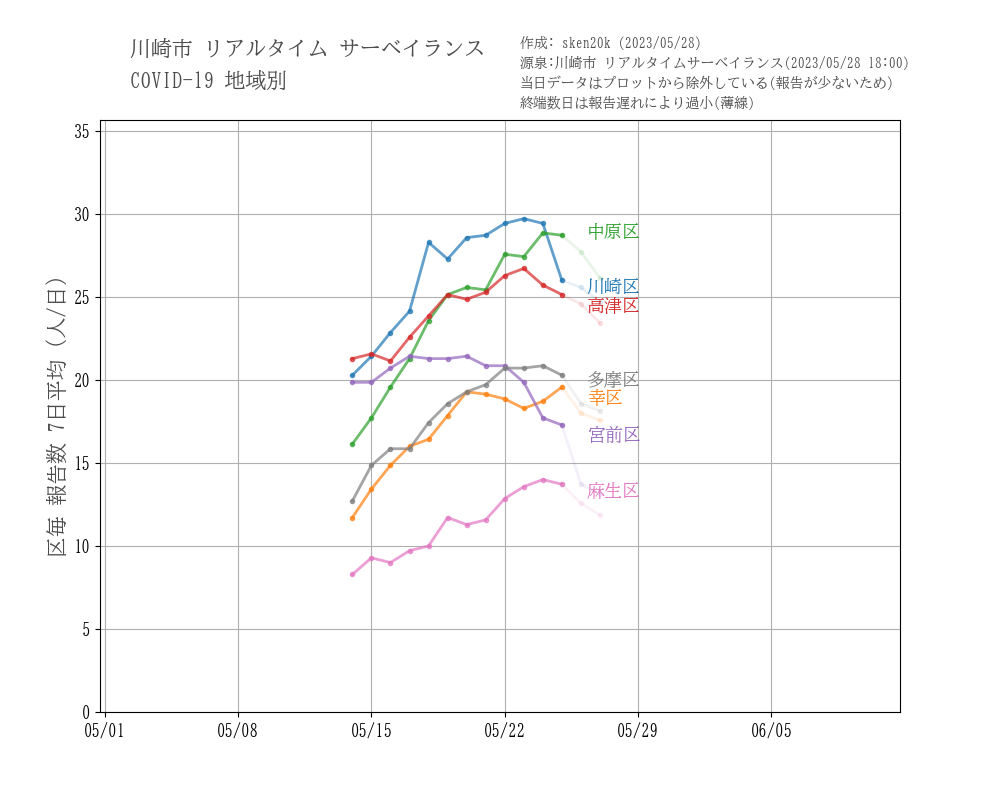 川崎市 リアルタイム サーベイランス
COVID-19 地域別
作成: sken20k (2023/05/28)
源泉:川崎市 リアルタイムサーベイランス(2023/05/28 18:00)
当日データはプロットから除外している(報告が少ないため)
終端数日は報告遅れにより過小(薄線)
区毎 報告数 7日平均 (人/日)
35
30
25
20
15
10
5
0
中原区
川崎区
高津区
多摩区
幸区
宮前区
麻生区
05/01
05/08
05/15
05/22
05/29
06/05